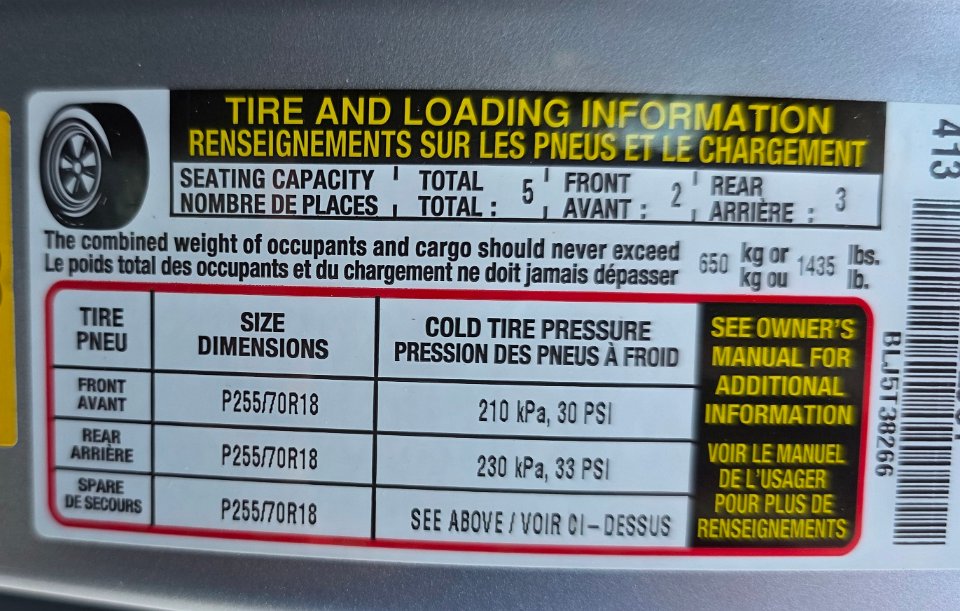 TIRE AND LOADING INFORMATION
RENSEIGNEMENTS SUR LES PNEUS ET LE CHARGEMENT
SEATING CAPACITY TOTAL 5 FRONT 2 REAR 3
NOMBRE DE PLACES TOTAL : AVANT : ARRIÈRE :
The combined weight of occupants and cargo should never exceed 650 kg or 1435 lbs.
Le poids total des occupants et du chargement ne doit jamais dépasser kg ou lb.
TIRE
PNEU
SIZE
DIMENSIONS
COLD TIRE PRESSURE
PRESSION DES PNEUS À FROID
FRONT
AVANT
P255/70R18
210 kPa, 30 PSI
REAR
ARRIÈRE
P255/70R18
230 kPa, 33 PSI
SPARE
DE SECOURS
P255/70R18
SEE ABOVE / VOIR CI-DESSUS
SEE OWNER'S
MANUAL FOR
ADDITIONAL
INFORMATION
VOIR LE MANUEL
DE L'USAGER
POUR PLUS DE
RENSEIGNEMENTS
413
BLJ5T38266